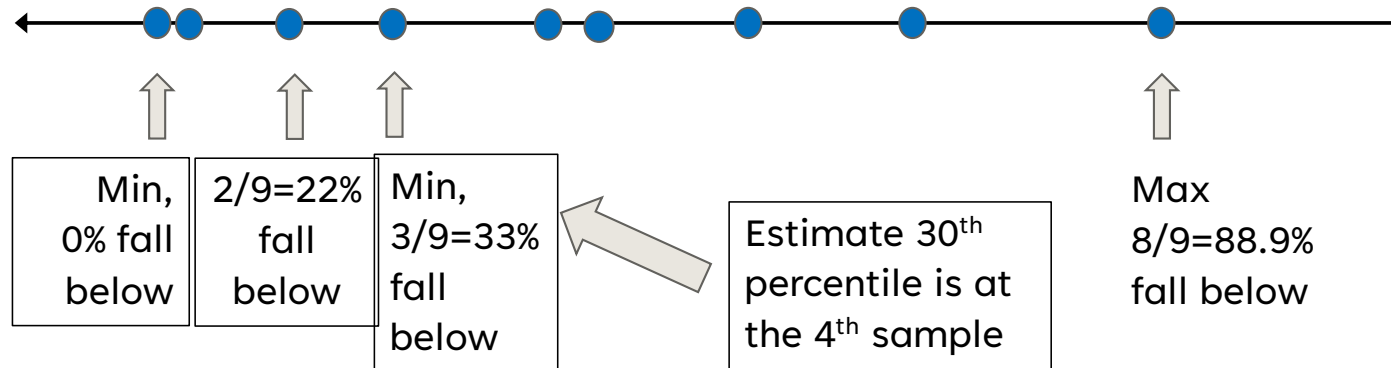 Min,
0% fall
below
2/9=22%
fall
below
Min,
3/9=33%
fall
below
Estimate 30th
percentile is at
the 4th sample
Max
8/9=88.9%
fall below